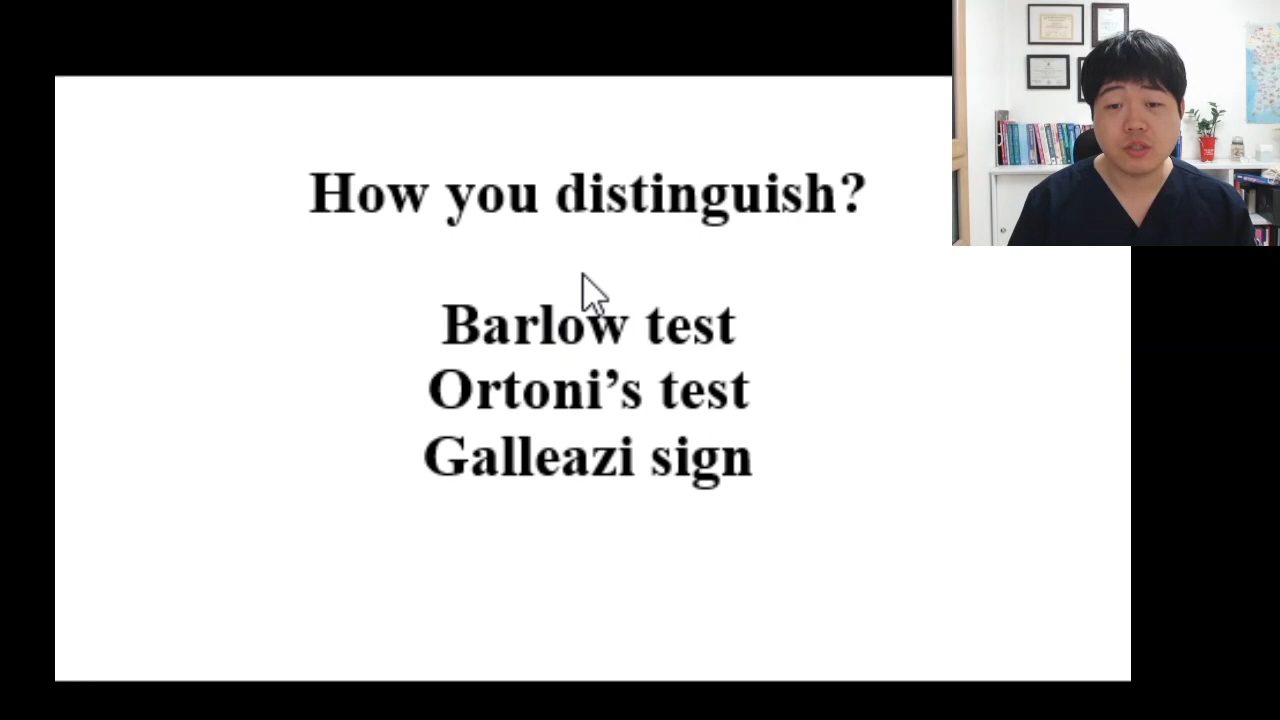 How you distinguish?
Barlow test
Ortoni’s test
Galleazi sign